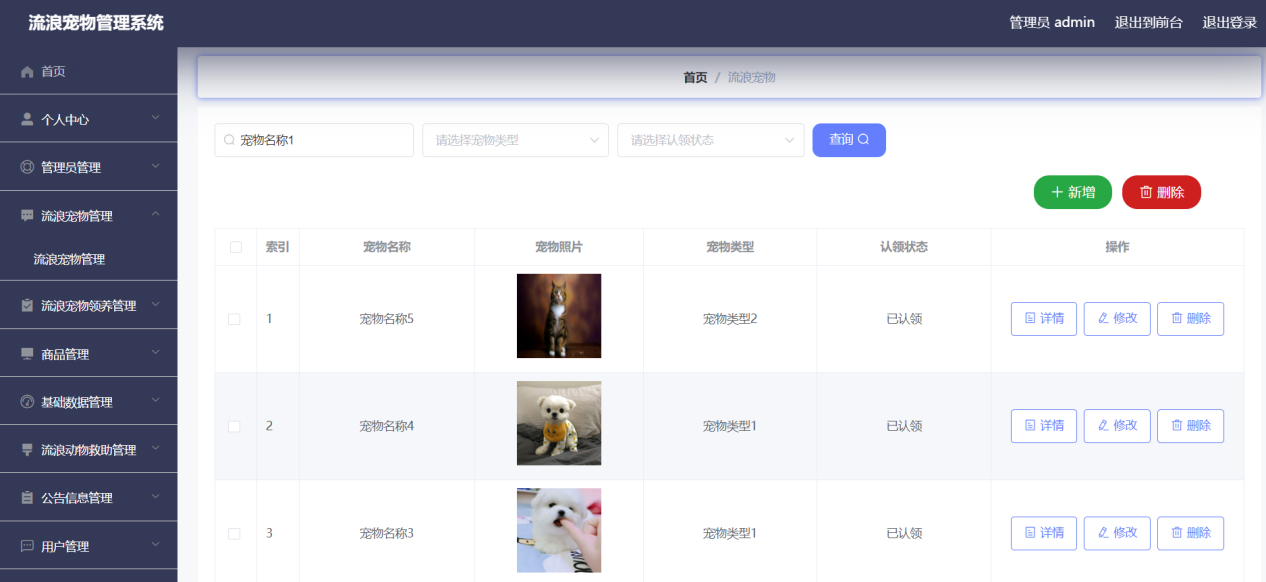 流浪宠物管理系统
管理员 admin 退出到前台 退出登录
首页
个人中心
管理员管理
流浪宠物管理
流浪宠物管理
流浪宠物领养管理
商品管理
基础数据管理
流浪动物救助管理
公告信息管理
用户管理
首页 / 流浪宠物
宠物名称1 请选择宠物类型 请选择认领状态 查询
新增 删除
索引 宠物名称 宠物照片 宠物类型 认领状态 操作
1 宠物名称5 宠物类型2 已认领 详情 修改 删除
2 宠物名称4 宠物类型1 已认领 详情 修改 删除
3 宠物名称3 宠物类型1 已认领 详情 修改 删除